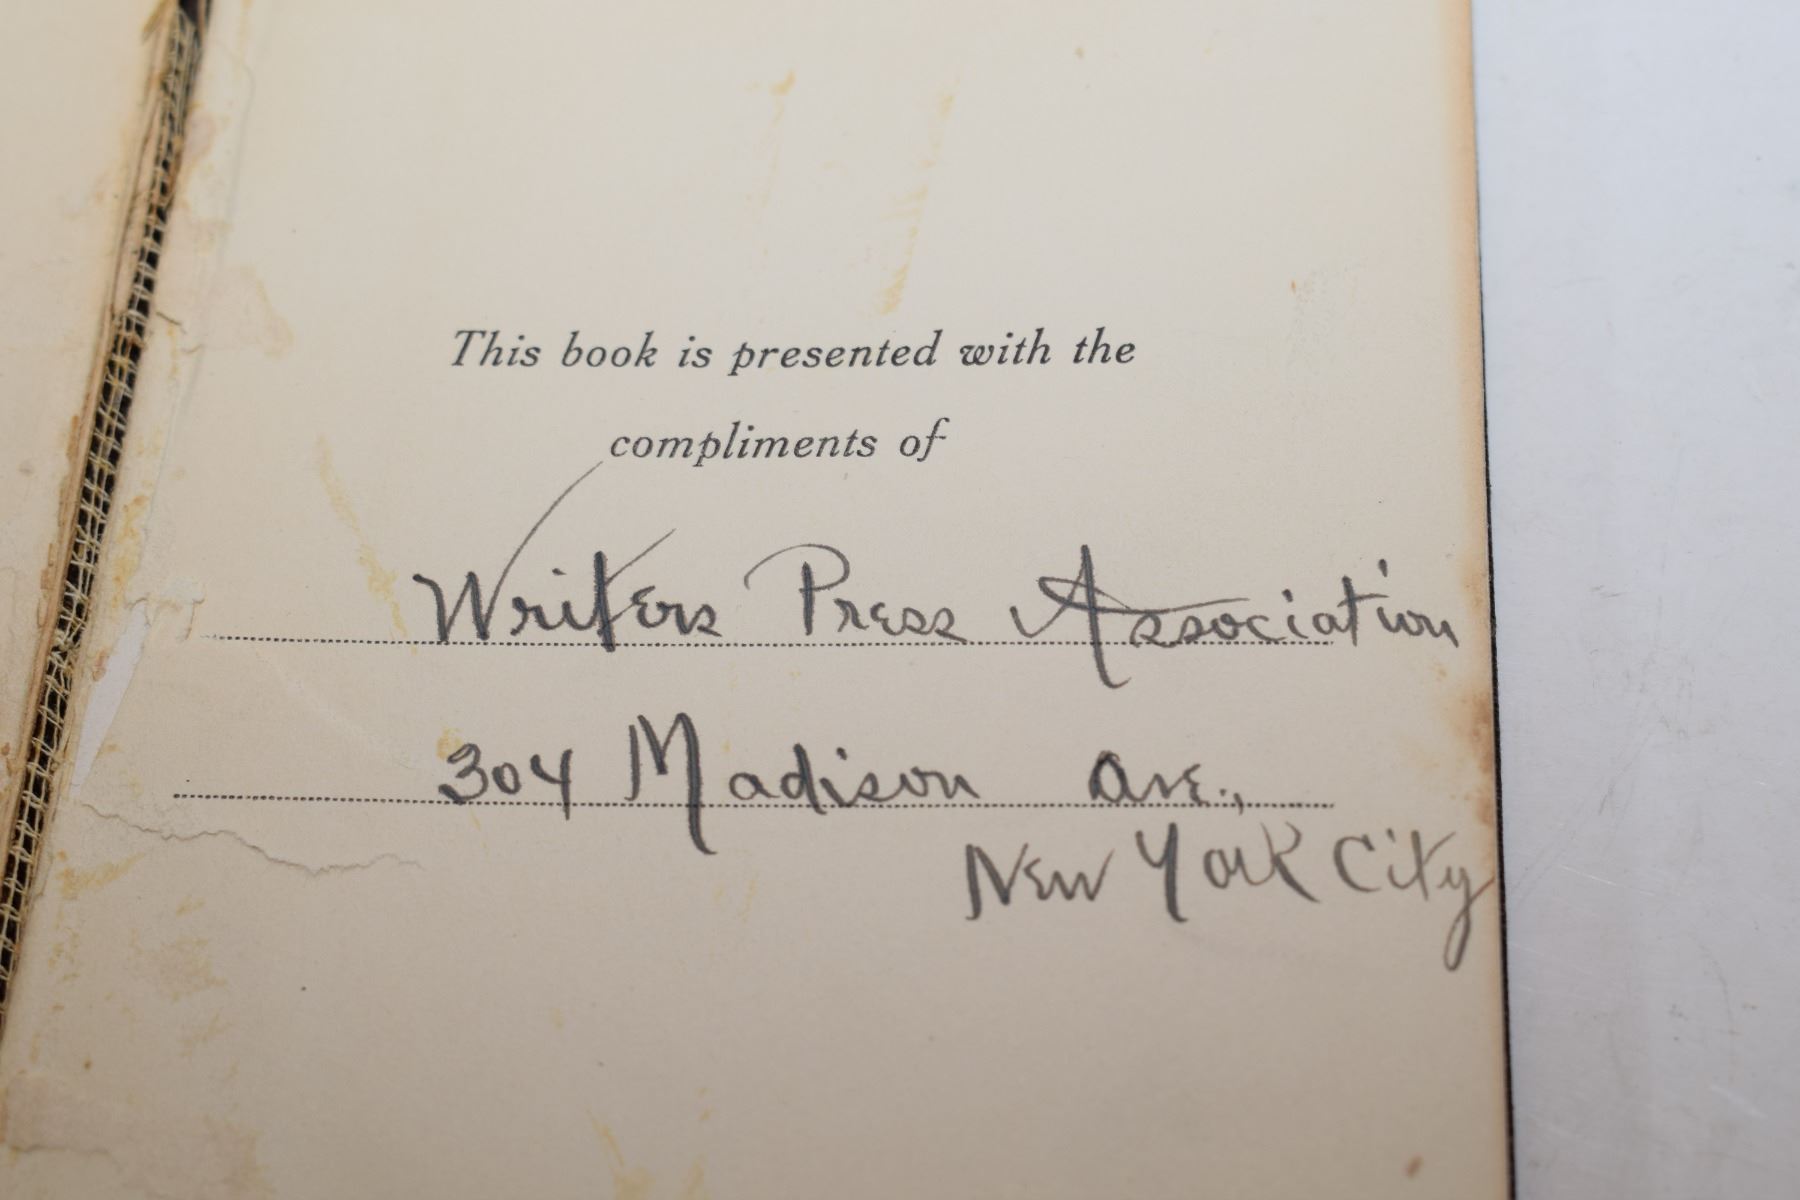 This book is presented with the
compliments of
Writers Press Association
304 Madison Ave.,
New York City